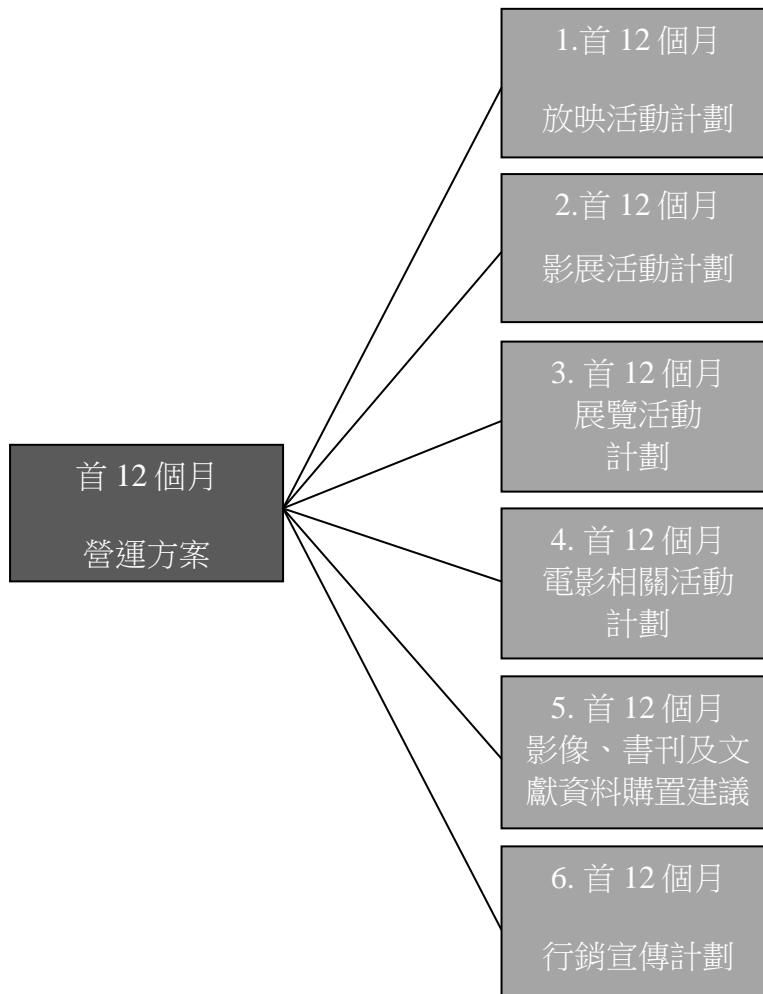 1.首 12 個月
放映活動計劃
2.首 12 個月
影展活動計劃
3. 首 12 個月
展覽活動
計劃
首 12 個月
營運方案
4. 首 12 個月
電影相關活動
計劃
5. 首 12 個月
影像、書刊及文
獻資料購置建議
6. 首 12 個月
行銷宣傳計劃